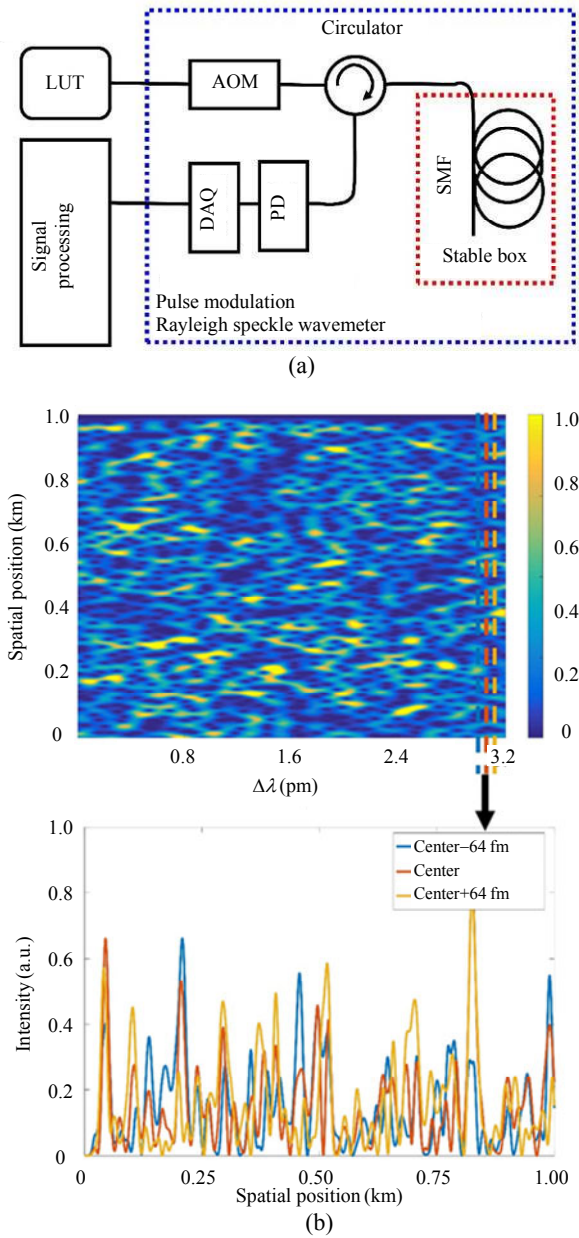 Circulator
LUT
AOM
Signal
processing
DAQ
PD
SMF
Stable box
Pulse modulation
Rayleigh speckle wavemeter
(a)
1.0
0.8
0.6
0.4
0.2
0
Spatial position (km)
0.8
1.6
2.4
3.2
Δλ(pm)
1.0
0.8
0.6
0.4
0.2
0
1.0
0.8
0.6
0.4
0.2
0
Intensity (a.u.)
Center−64 fm
Center
Center+64 fm
0
0.25
0.50
0.75
1.00
Spatial position (km)
(b)